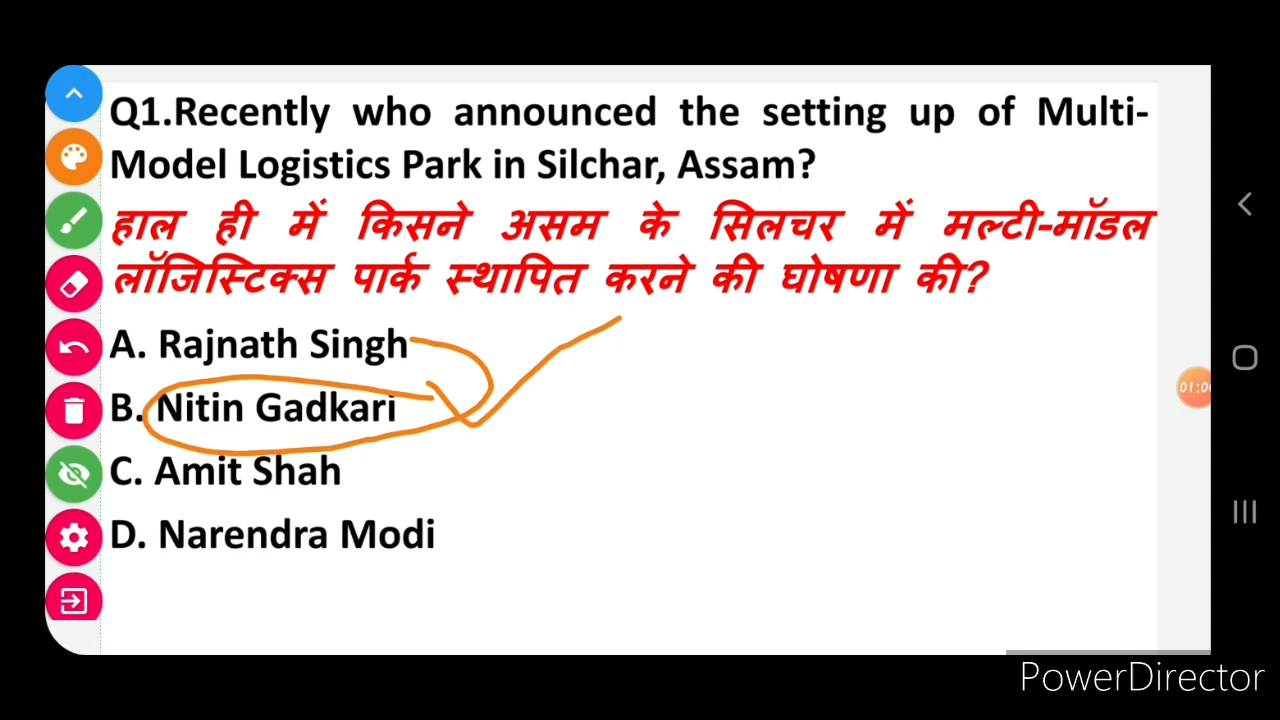 Q1.Recently who announced the setting up of Multi-
Model Logistics Park in Silchar, Assam?
हाल ही में किसने असम के सिलचर में मल्टी-मॉडल
लॉजिस्टिक्स पार्क स्थापित करने की घोषणा की?
A. Rajnath Singh
B. Nitin Gadkari
C. Amit Shah
D. Narendra Modi
PowerDirector